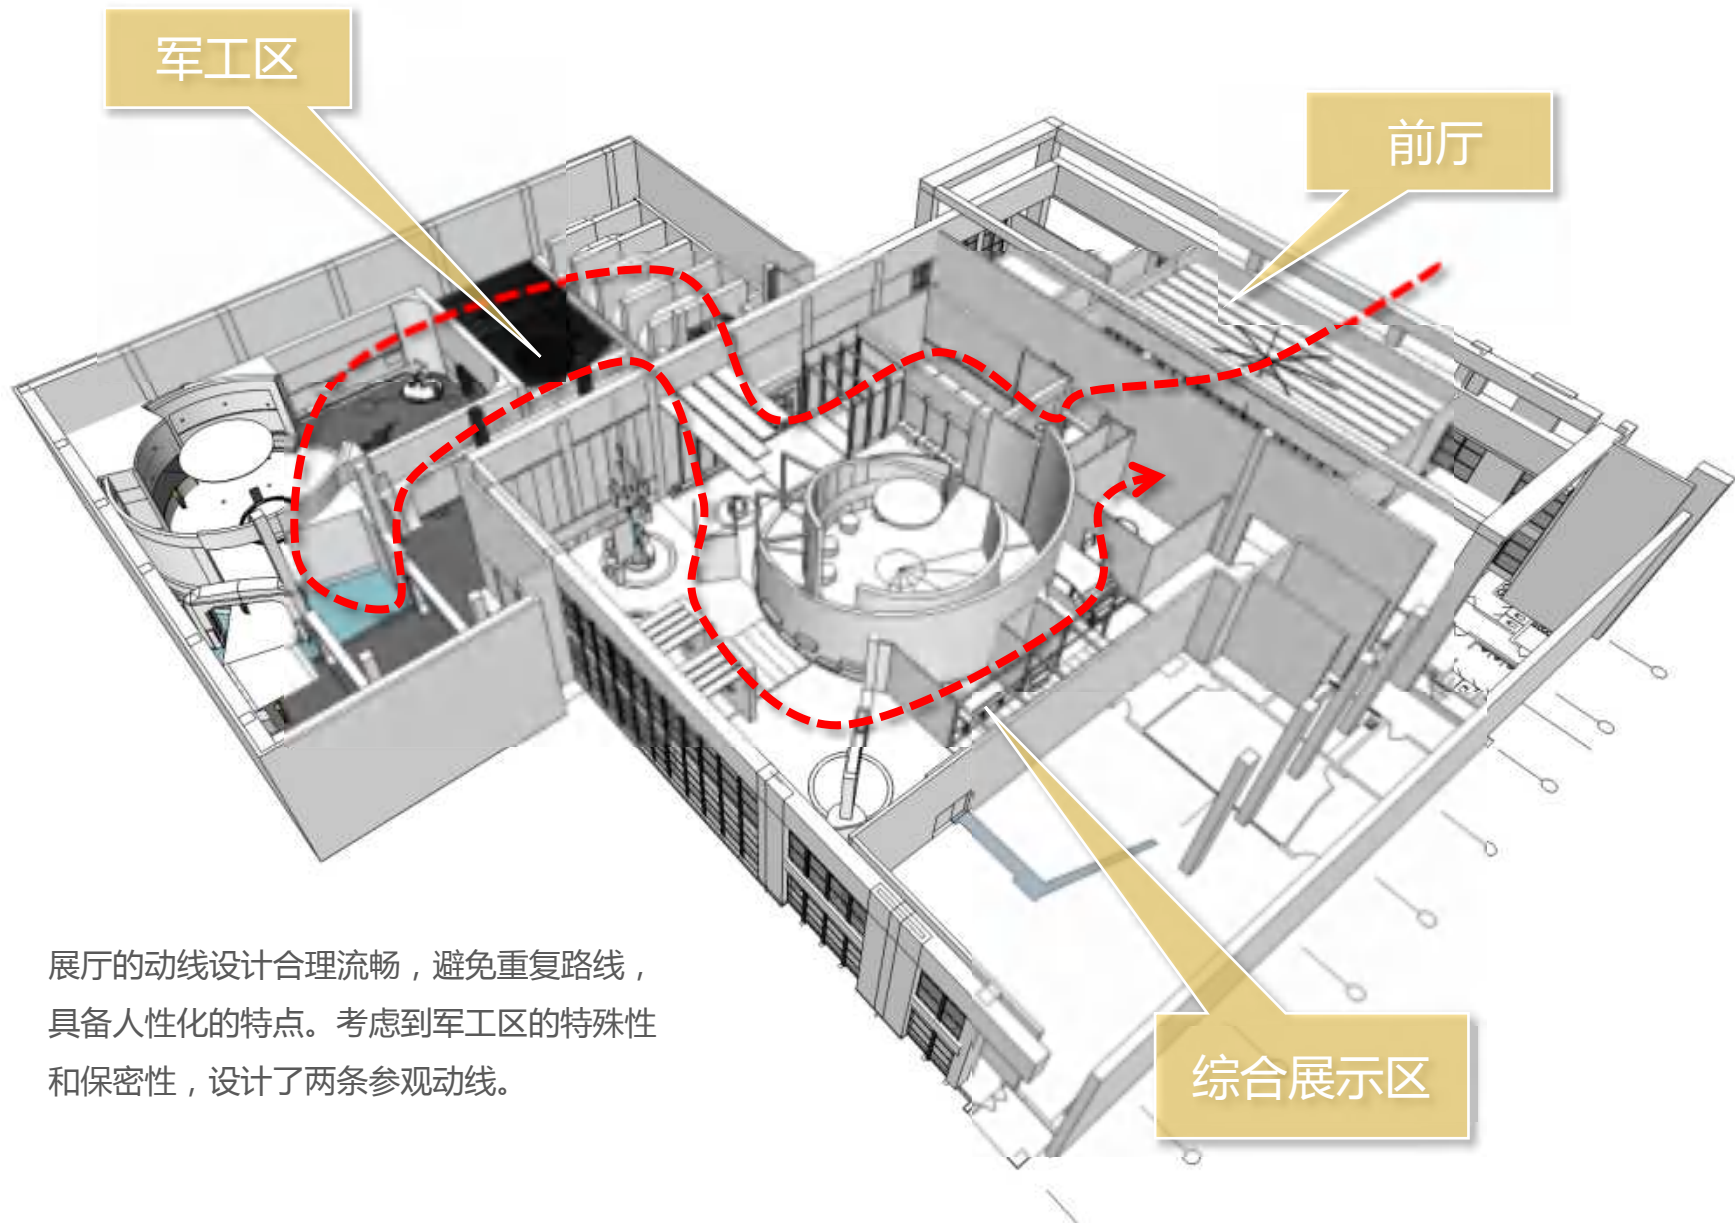 军工区
前厅
展厅的动线设计合理流畅，避免重复路线，
具备人性化的特点。考虑到军工区的特殊性
和保密性，设计了两条参观动线。
综合展示区